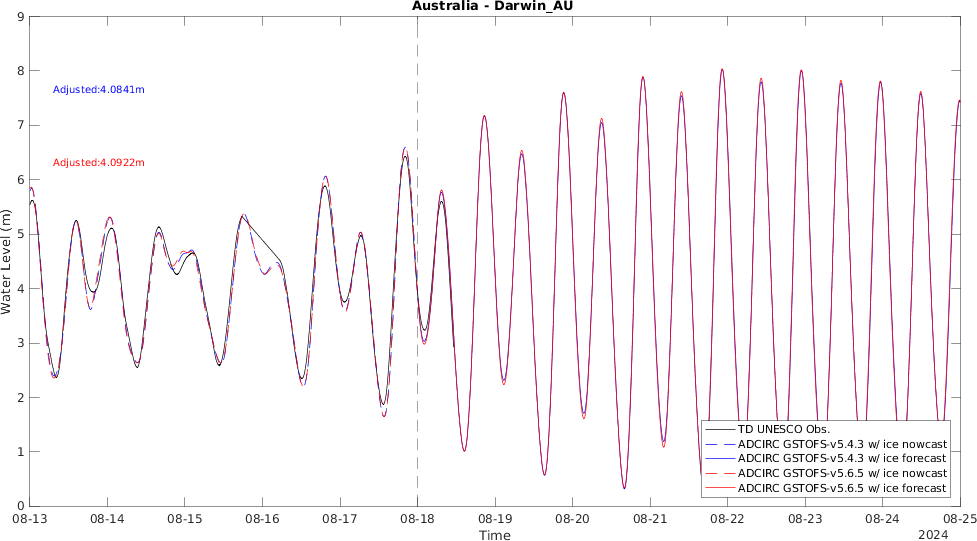 Australia - Darwin_AU
9
8
7
6
5
4
3
2
1
0
Water Level (m)
Adjusted:4.0841m
Adjusted:4.0922m
TD UNESCO Obs.
ADCIRC GSTOFS-v5.4.3 w/ ice nowcast
ADCIRC GSTOFS-v5.4.3 w/ ice forecast
ADCIRC GSTOFS-v5.6.5 w/ ice nowcast
ADCIRC GSTOFS-v5.6.5 w/ ice forecast
08-13 08-14 08-15 08-16 08-17 08-18 08-19 08-20 08-21 08-22 08-23 08-24 08-25
Time
2024